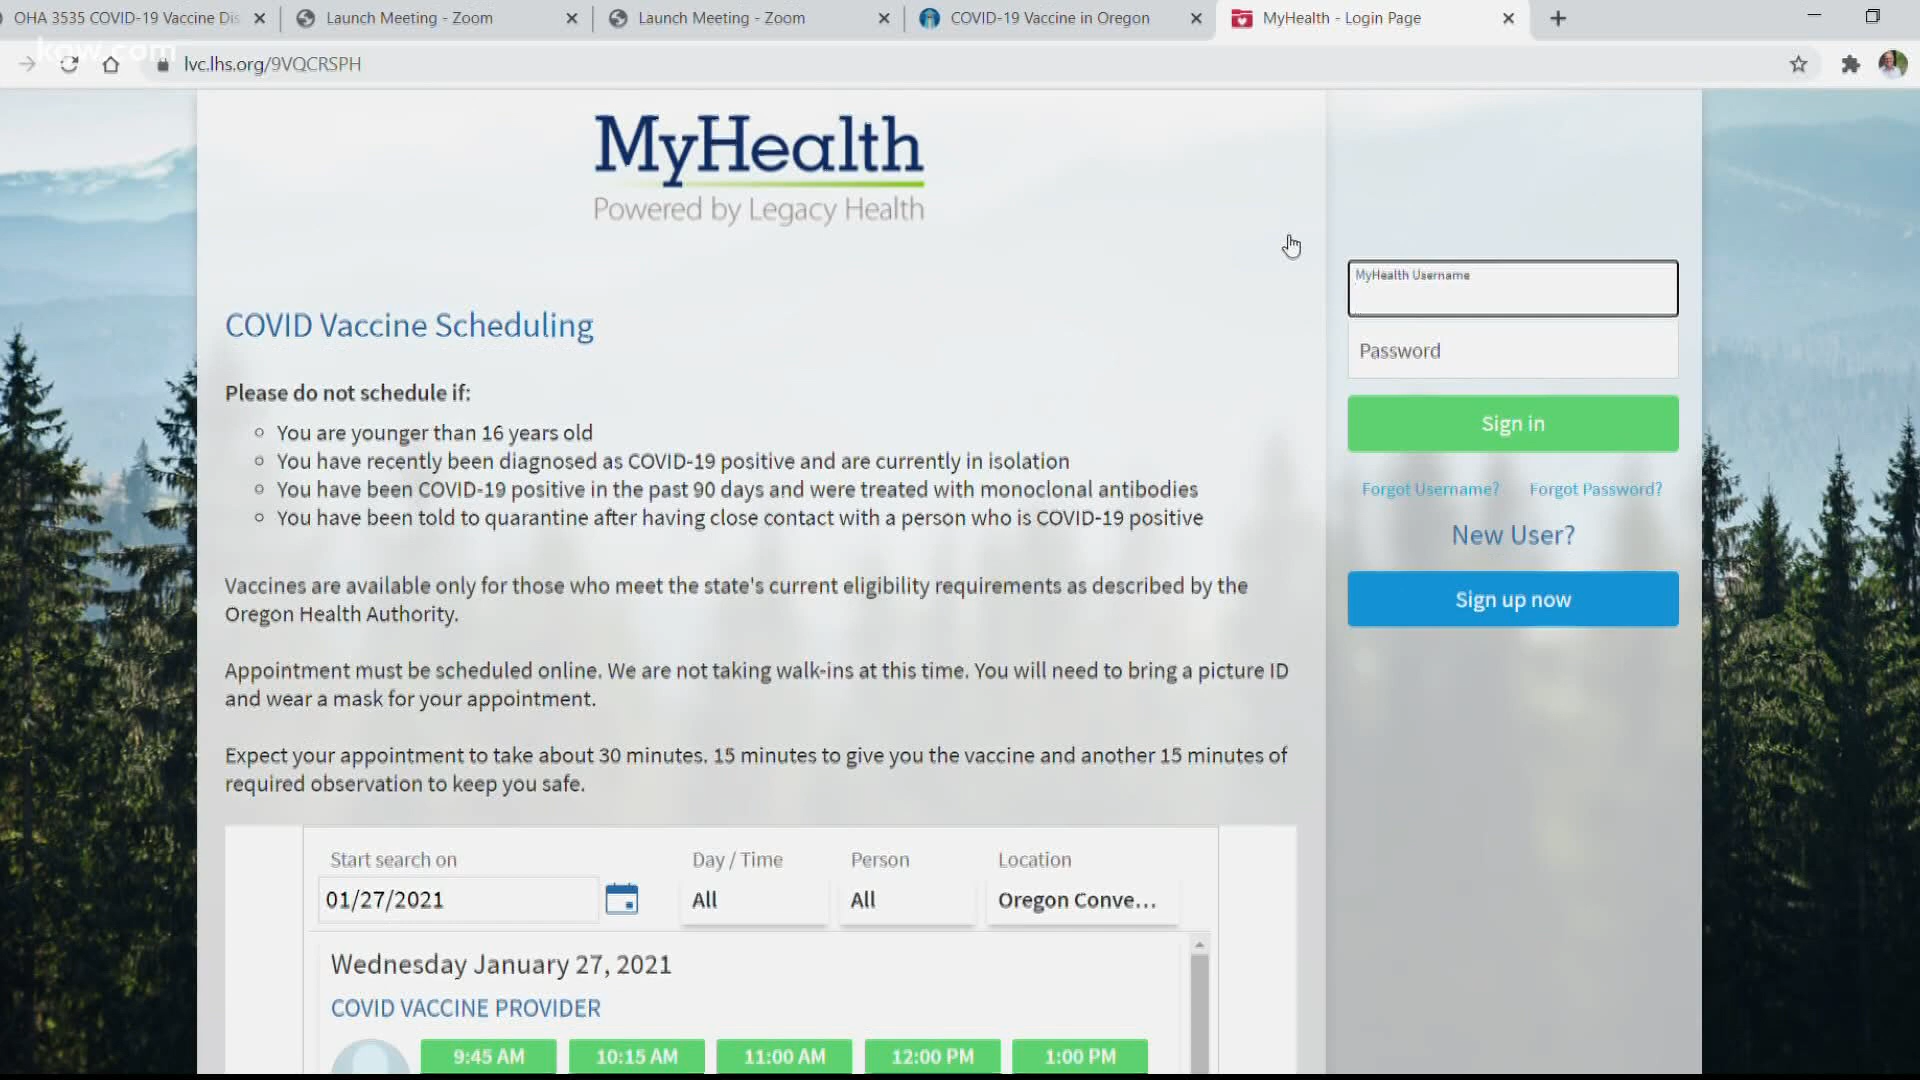 OHA 3535 COVID-19 Vaccine Dis
Launch Meeting - Zoom
Launch Meeting - Zoom
COVID-19 Vaccine in Oregon
MyHealth - Login Page
kgw.com
lvc.lhs.org/9VQCRSPH
MyHealth
Powered by Legacy Health
COVID Vaccine Scheduling
Please do not schedule if:
You are younger than 16 years old
You have recently been diagnosed as COVID-19 positive and are currently in isolation
You have been COVID-19 positive in the past 90 days and were treated with monoclonal antibodies
You have been told to quarantine after having close contact with a person who is COVID-19 positive
Vaccines are available only for those who meet the state's current eligibility requirements as described by the
Oregon Health Authority.
Appointment must be scheduled online. We are not taking walk-ins at this time. You will need to bring a picture ID
and wear a mask for your appointment.
Expect your appointment to take about 30 minutes. 15 minutes to give you the vaccine and another 15 minutes of
required observation to keep you safe.
Start search on
Day / Time
Person
Location
01/27/2021
All
All
Oregon Conve...
Wednesday January 27, 2021
COVID VACCINE PROVIDER
9:45 AM
10:15 AM
11:00 AM
12:00 PM
1:00 PM
MyHealth Username
Password
Sign in
Forgot Username?
Forgot Password?
New User?
Sign up now